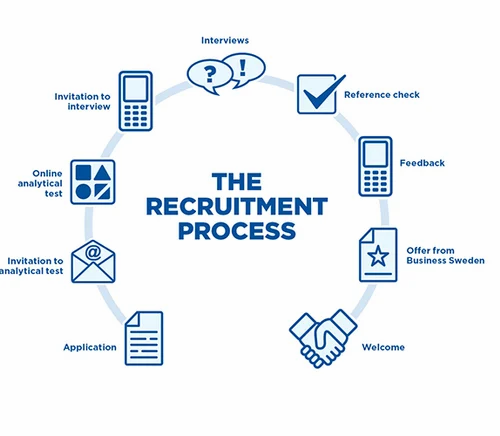 Interviews
Invitation to
interview
Reference check
Online
analytical
test
Feedback
THE
RECRUITMENT
PROCESS
Invitation to
analytical test
Offer from
Business Sweden
Application
Welcome